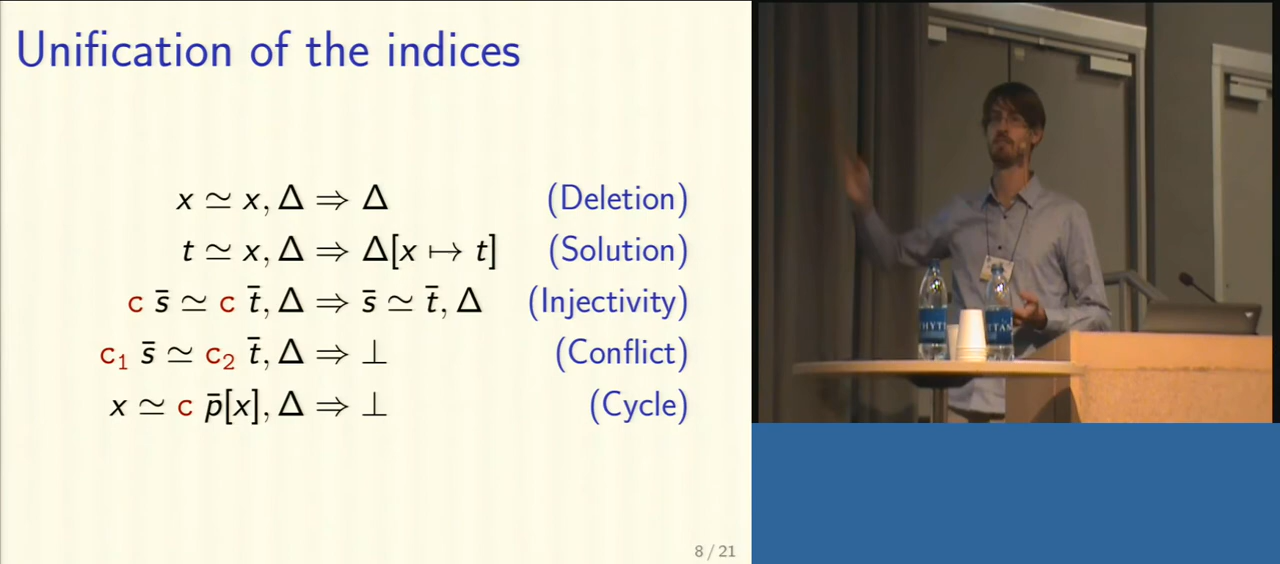 Unification of the indices
x ≃ x, Δ ⇒ Δ (Deletion)
t ≃ x, Δ ⇒ Δ[x ↦ t] (Solution)
c s̄ ≃ c t̄, Δ ⇒ s̄ ≃ t̄, Δ (Injectivity)
c₁ s̄ ≃ c₂ t̄, Δ ⇒ ⊥ (Conflict)
x ≃ c p̄[x], Δ ⇒ ⊥ (Cycle)
8 / 21